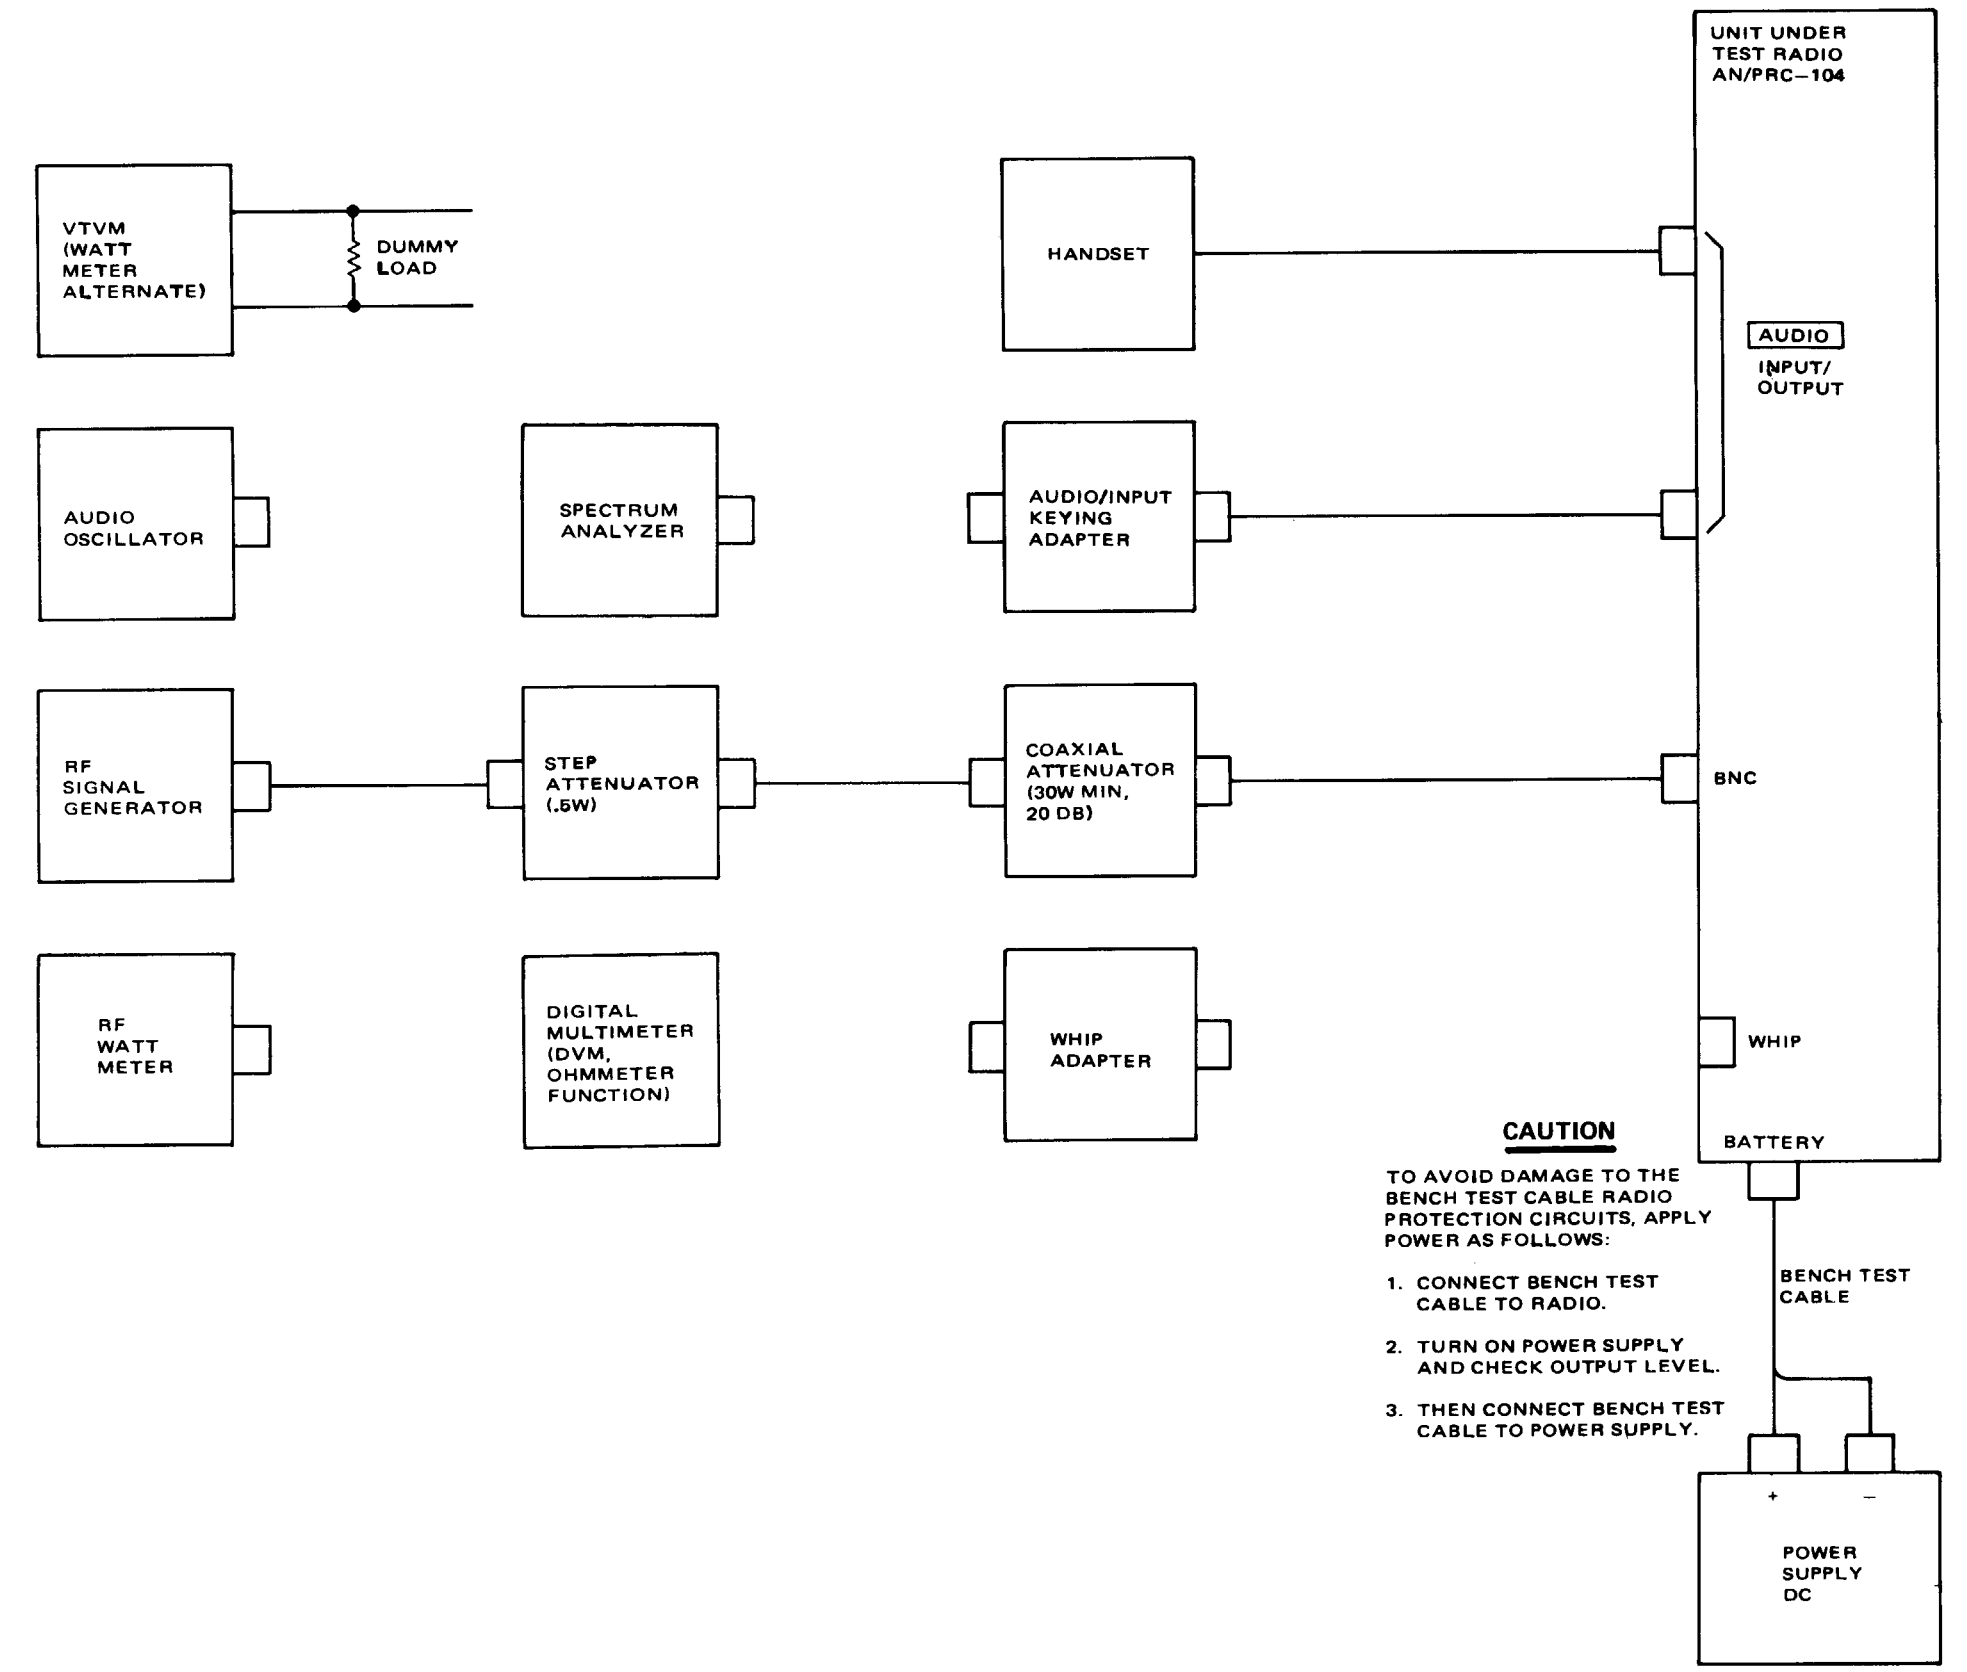 UNIT UNDER
TEST RADIO
AN/PRC–104
VTVM
(WATT
METER
ALTERNATE)
DUMMY
LOAD
HANDSET
AUDIO
INPUT/
OUTPUT
AUDIO
OSCILLATOR
SPECTRUM
ANALYZER
AUDIO/INPUT
KEYING
ADAPTER
RF
SIGNAL
GENERATOR
STEP
ATTENUATOR
(.5W)
COAXIAL
ATTENUATOR
(30W MIN,
20 DB)
BNC
RF
WATT
METER
DIGITAL
MULTIMETER
(DVM,
OHMMETER
FUNCTION)
WHIP
ADAPTER
WHIP
BATTERY
CAUTION
TO AVOID DAMAGE TO THE
BENCH TEST CABLE RADIO
PROTECTION CIRCUITS, APPLY
POWER AS FOLLOWS:
1. CONNECT BENCH TEST
CABLE TO RADIO.
2. TURN ON POWER SUPPLY
AND CHECK OUTPUT LEVEL.
3. THEN CONNECT BENCH TEST
CABLE TO POWER SUPPLY.
BENCH TEST
CABLE
+ –
POWER
SUPPLY
DC